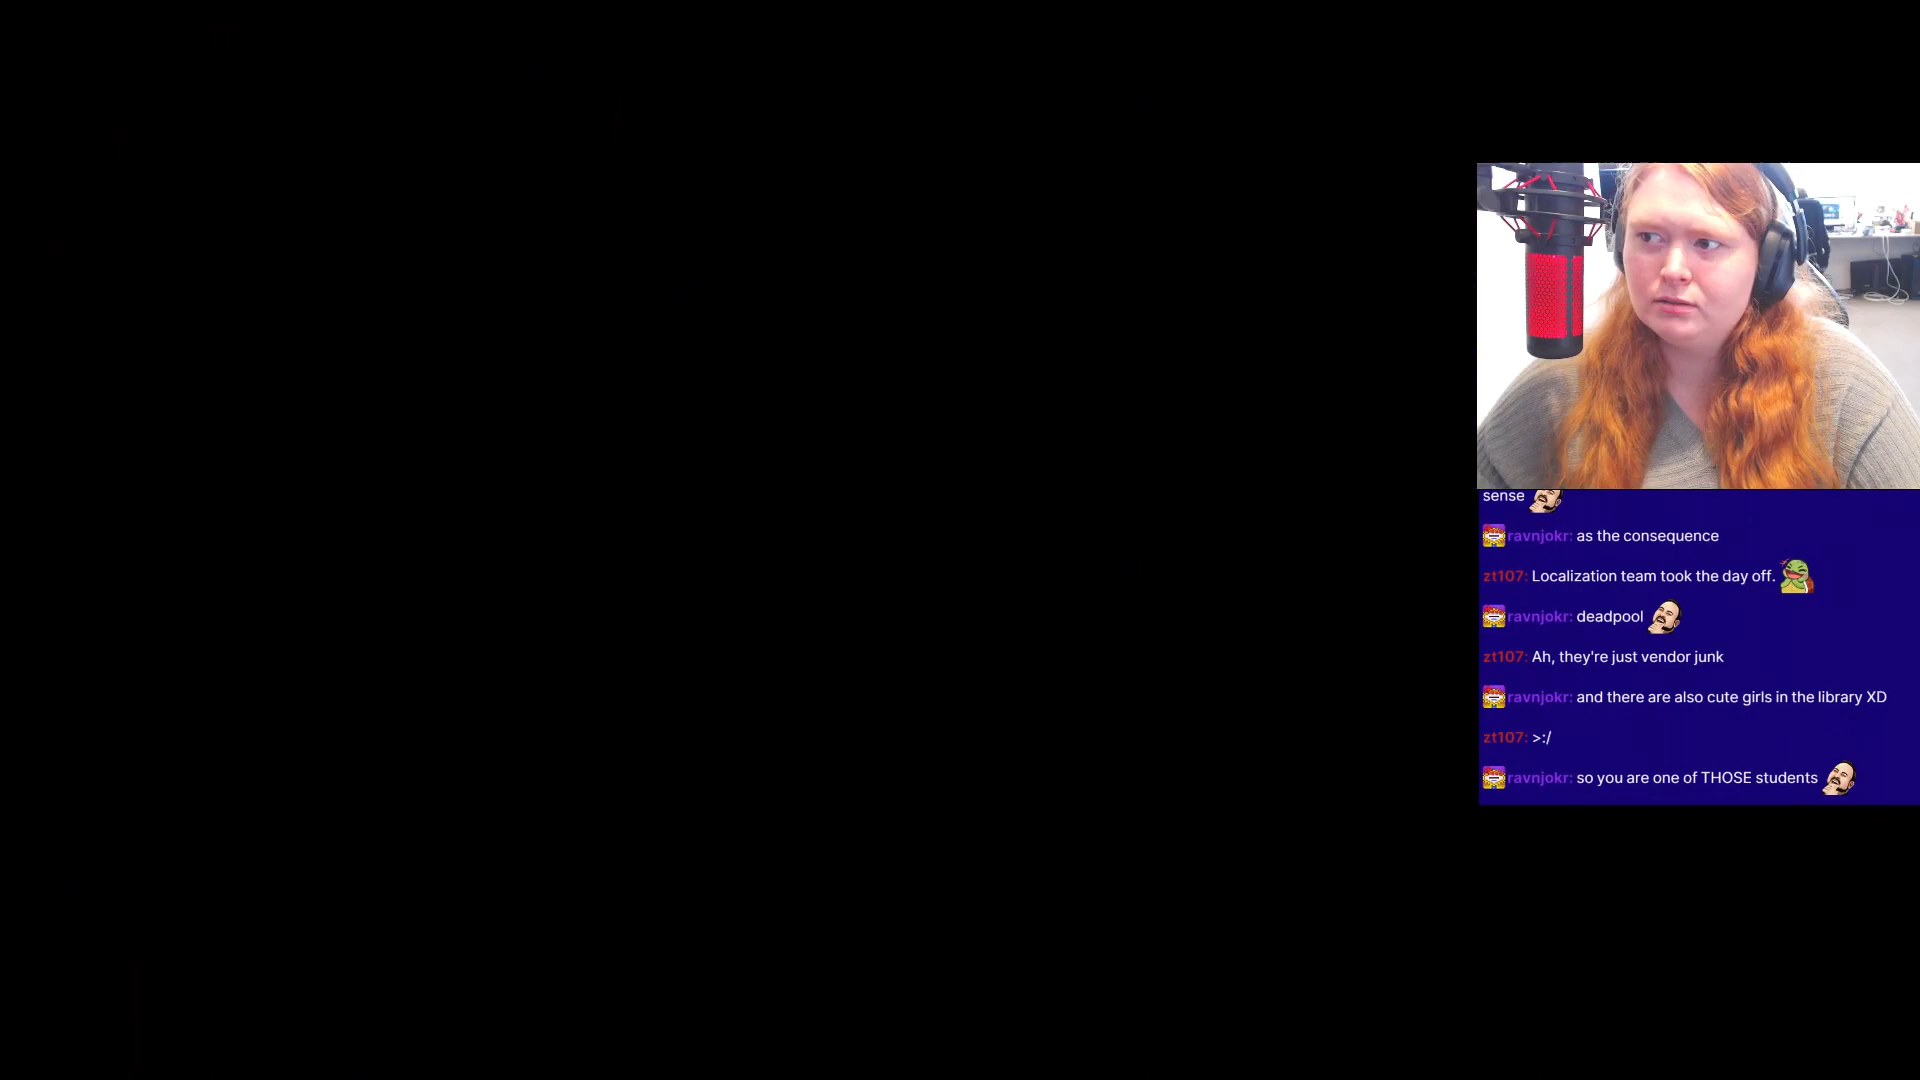 sense
ravnjokr: as the consequence
zt107: Localization team took the day off.
ravnjokr: deadpool
zt107: Ah, they're just vendor junk
ravnjokr: and there are also cute girls in the library XD
zt107: >:/
ravnjokr: so you are one of THOSE students